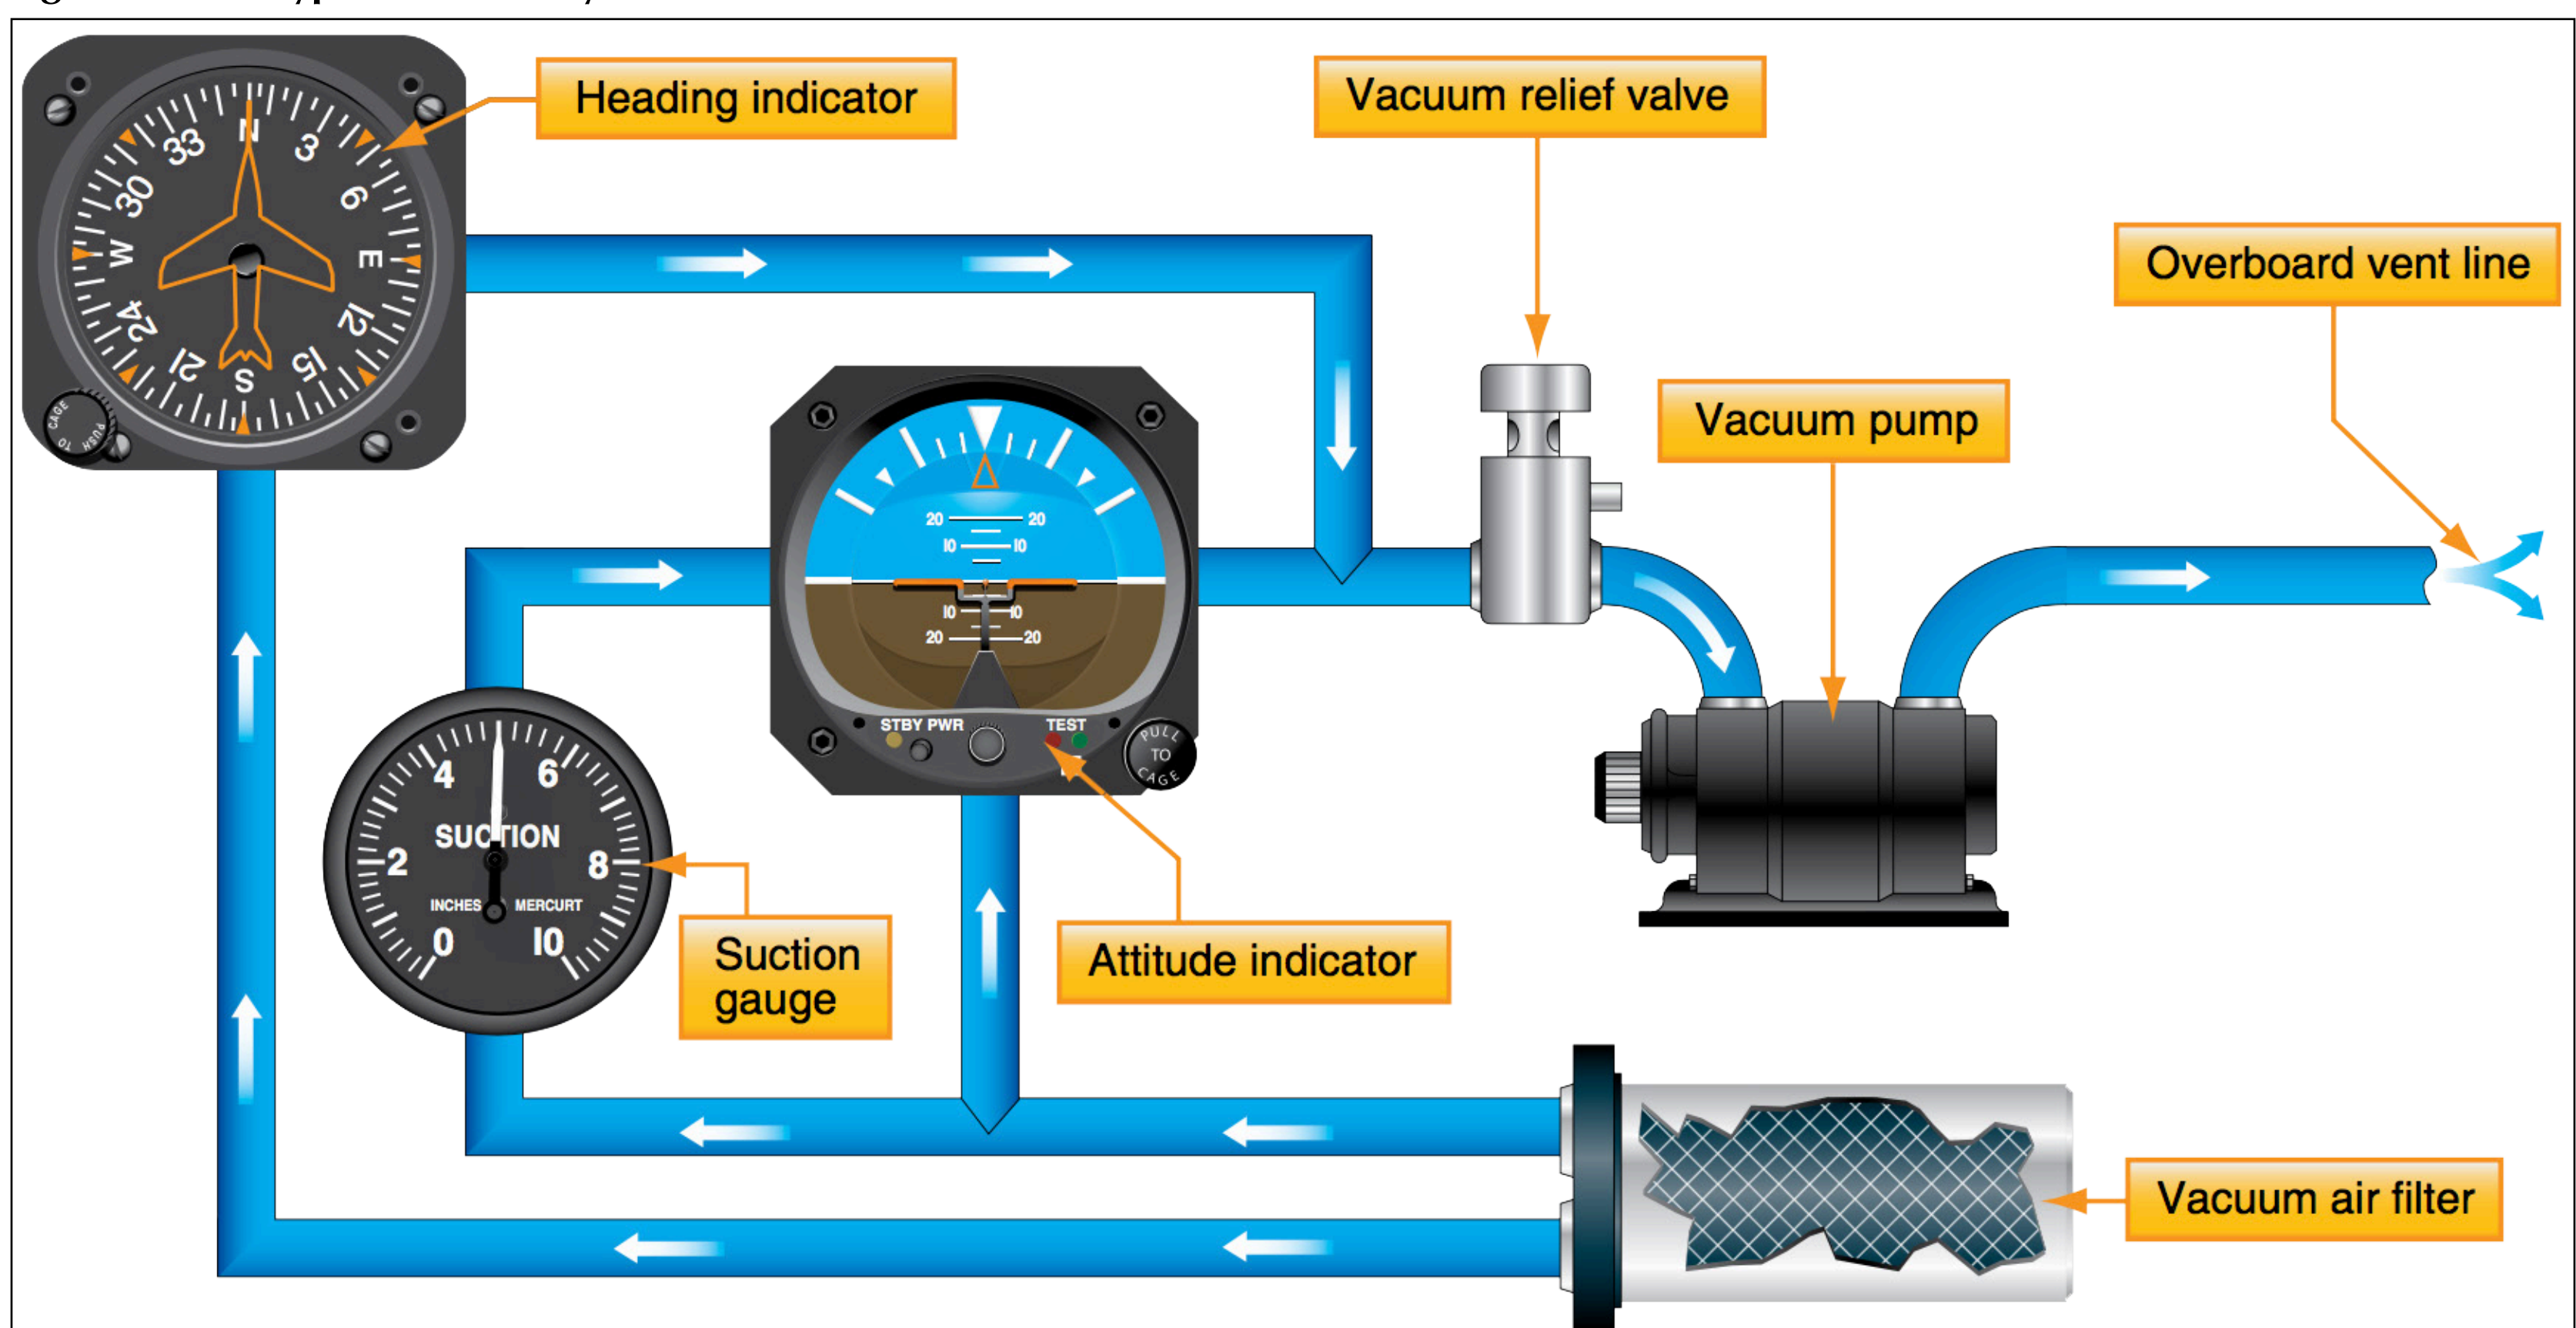 Heading indicator
Vacuum relief valve
Overboard vent line
Vacuum pump
N
3
6
E
12
15
S
21
24
W
30
33
PUSH TO CAGE
20 20
10 10
10 10
20 20
STBY PWR
TEST
PULL
TO
CAGE
4 6
SUCTION
2 8
INCHES MERCURT
0 10
Suction
gauge
Attitude indicator
Vacuum air filter